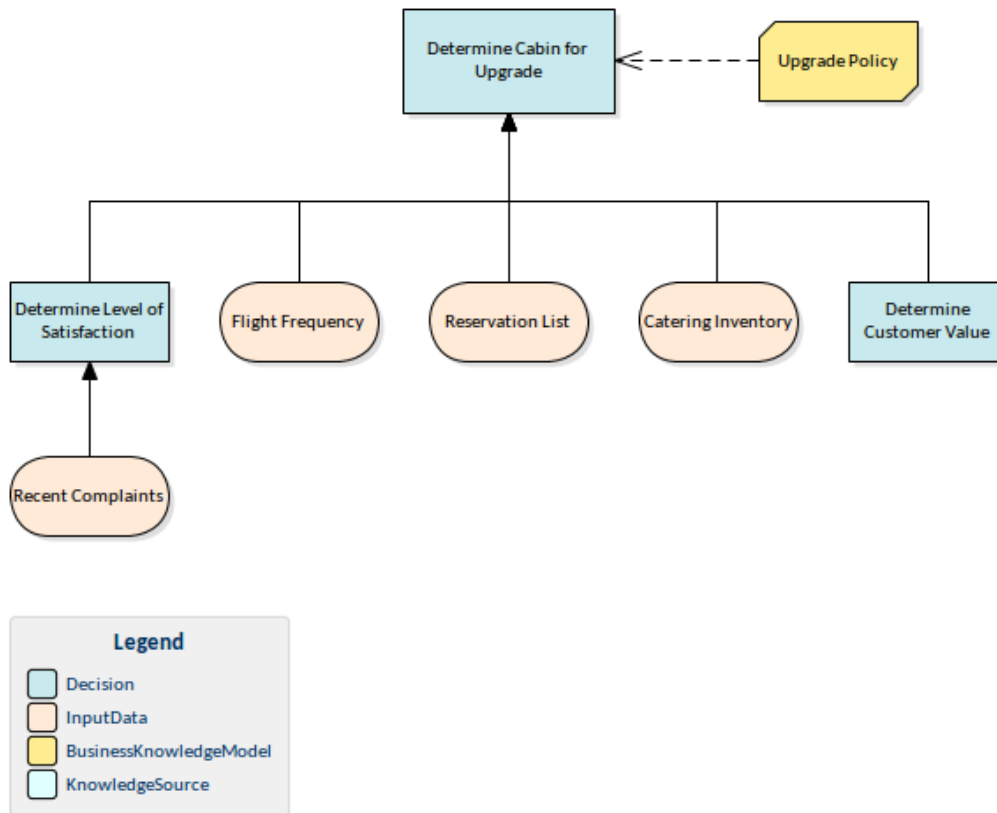 Determine Cabin for
Upgrade
Upgrade Policy
Determine Level of
Satisfaction
Flight Frequency
Reservation List
Catering Inventory
Determine
Customer Value
Recent Complaints
Legend
Decision
InputData
BusinessKnowledgeModel
KnowledgeSource